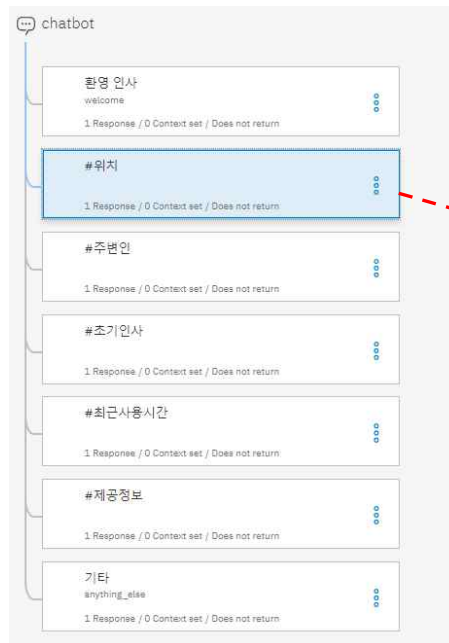 chatbot
환영 인사
welcome
1 Response / 0 Context set / Does not return
#위치
1 Response / 0 Context set / Does not return
#주변인
1 Response / 0 Context set / Does not return
#초기인사
1 Response / 0 Context set / Does not return
#최근사용시간
1 Response / 0 Context set / Does not return
#제공정보
1 Response / 0 Context set / Does not return
기타
anything_else
1 Response / 0 Context set / Does not return